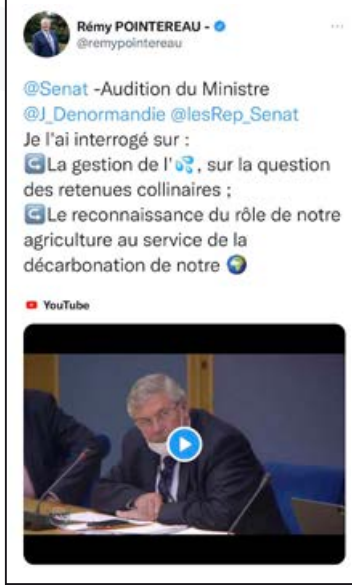 Rémy POINTEREAU -
@remypointereau
@Senat -Audition du Ministre
@J_Denormandie @lesRep_Senat
Je l'ai interrogé sur :
↪️La gestion de l'💦, sur la question
des retenues collinaires ;
↪️Le reconnaissance du rôle de notre
agriculture au service de la
décarbonation de notre 🌍
YouTube